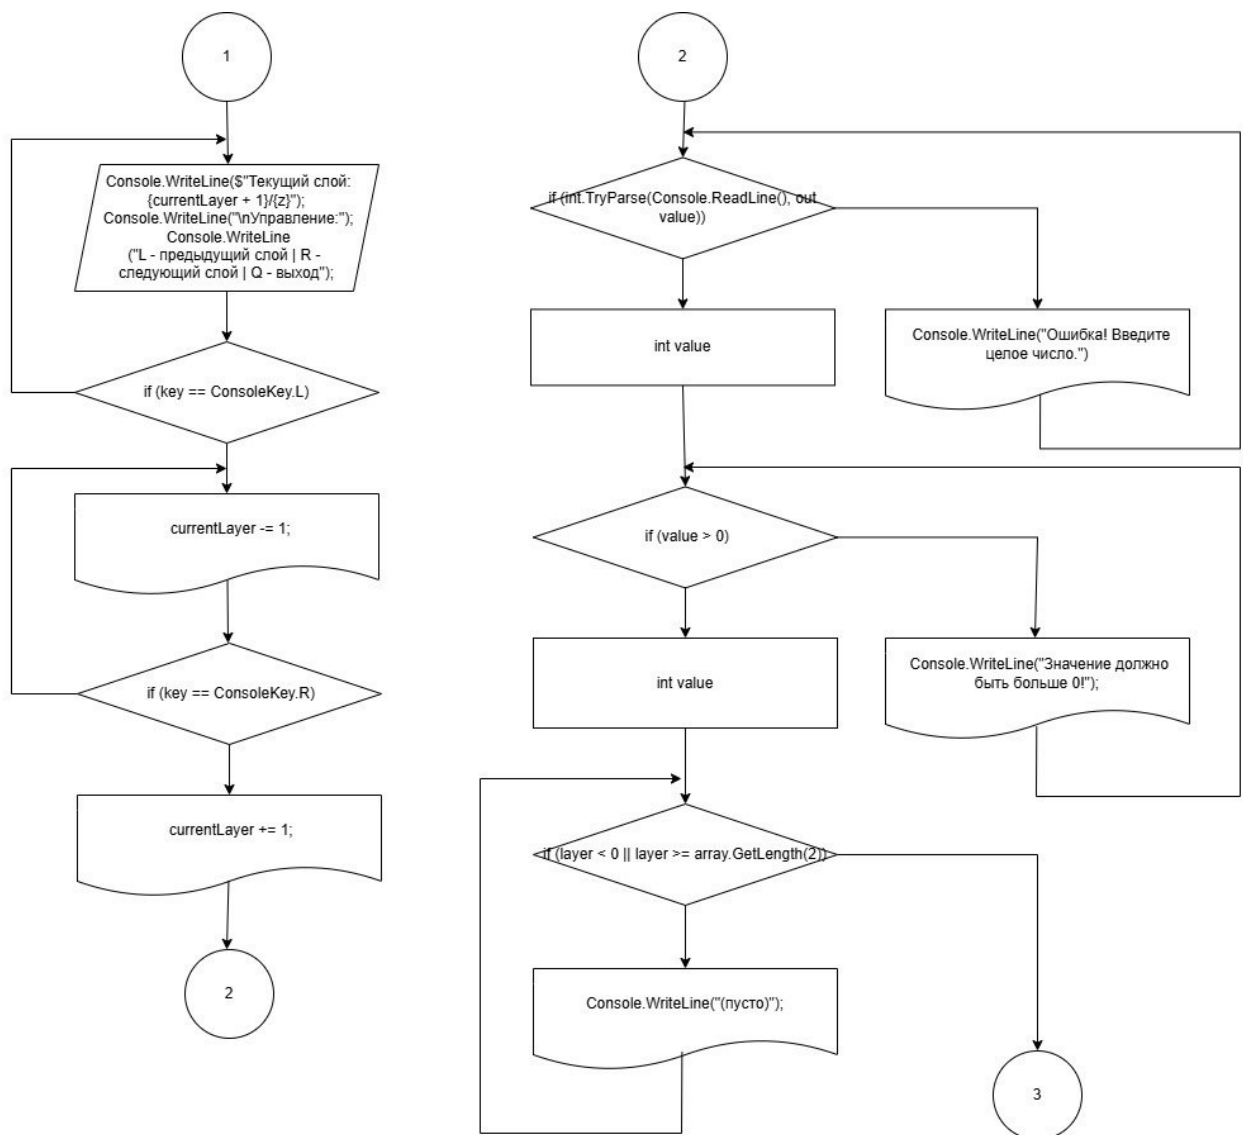 1
Console.WriteLine($"Текущий слой:
{currentLayer + 1}/{z}");
Console.WriteLine("\nУправление:");
Console.WriteLine
("L - предыдущий слой | R -
следующий слой | Q - выход");
if (key == ConsoleKey.L)
currentLayer -= 1;
if (key == ConsoleKey.R)
currentLayer += 1;
2
2
if (int.TryParse(Console.ReadLine(), out
value))
int value
Console.WriteLine("Ошибка! Введите
целое число.")
if (value > 0)
int value
Console.WriteLine("Значение должно
быть больше 0!");
if (layer < 0 || layer >= array.GetLength(2))
Console.WriteLine("(пусто)");
3